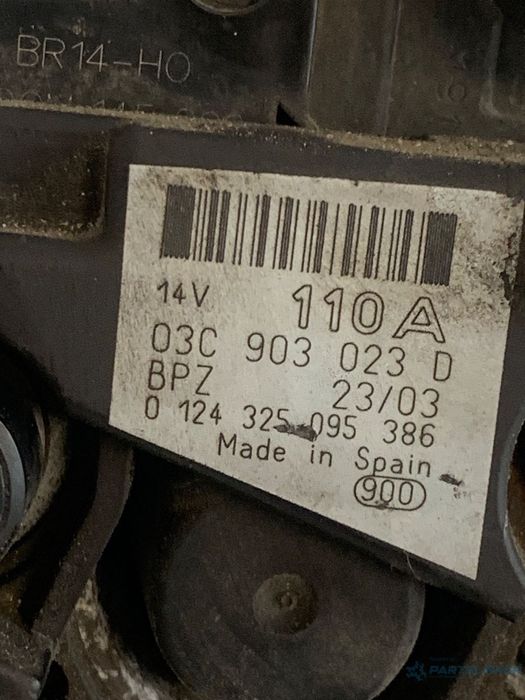 BR14-HO
14V 110A
03C 903 023 D
BPZ 23/03
0 124 325 095 386
Made in Spain
900